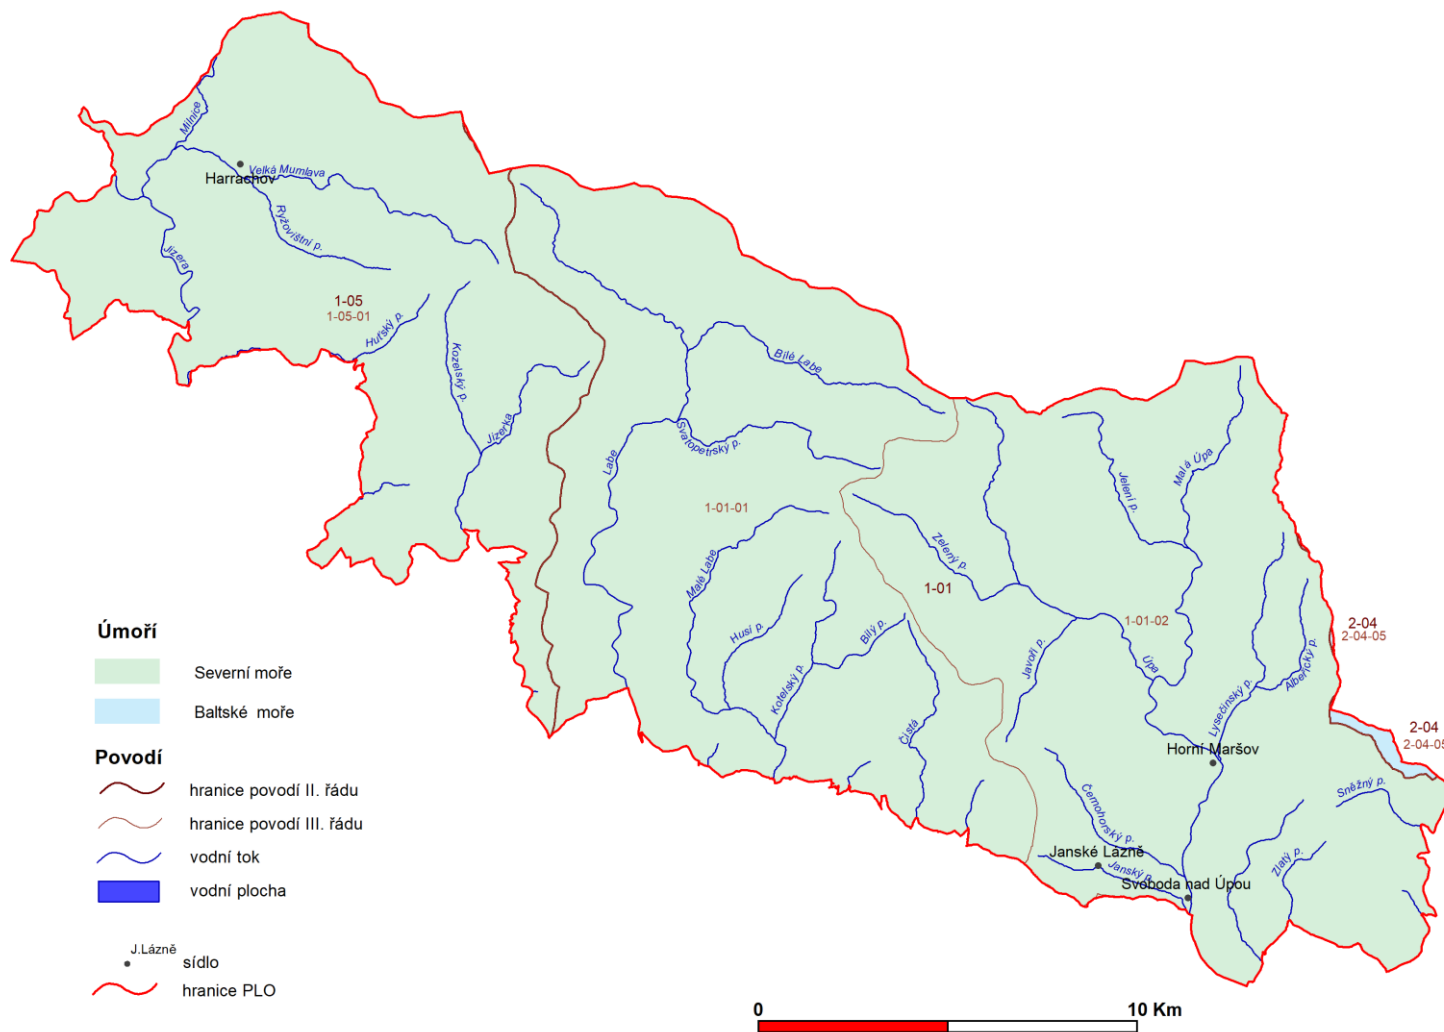 Milnice
Harrachov
Velká Mumlava
Ryžovištní p.
Jizera
1-05
1-05-01
Huťský p.
Kozelský p.
Jizerka
Bílé Labe
Labe
Svatopetrský p.
1-01-01
Malé Labe
Husí p.
Kotelský p.
Bílý p.
Čistá
Zelený p.
1-01
Jelení p.
Malá Úpa
1-01-02
Javoří p.
Úpa
Lysečinský p.
Albeřický p.
2-04
2-04-05
2-04
2-04-05
Horní Maršov
Sněžný p.
Černohorský p.
Janské Lázně
Janský p.
Svoboda nad Úpou
Zlatý p.
Úmoří
Severní moře
Baltské moře
Povodí
hranice povodí II. řádu
hranice povodí III. řádu
vodní tok
vodní plocha
J.Lázně
sídlo
hranice PLO
0
10 Km